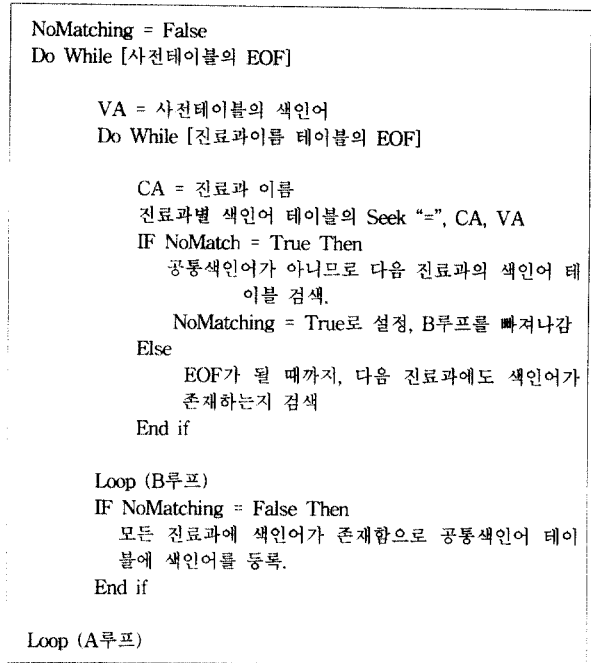 NoMatching = False
Do While [사전테이블의 EOF]
VA = 사전테이블의 색인어
Do While [진료과이름 테이블의 EOF]
CA = 진료과 이름
진료과별 색인어 테이블의 Seek “=”, CA, VA
IF NoMatch = True Then
공통색인어가 아니므로 다음 진료과의 색인어 테
이블 검색.
NoMatching = True로 설정, B루프를 빠져나감
Else
EOF가 될 때까지, 다음 진료과에도 색인어가
존재하는지 검색
End if
Loop (B루프)
IF NoMatching = False Then
모든 진료과에 색인어가 존재함으로 공통색인어 테이
블에 색인어를 등록.
End if
Loop (A루프)